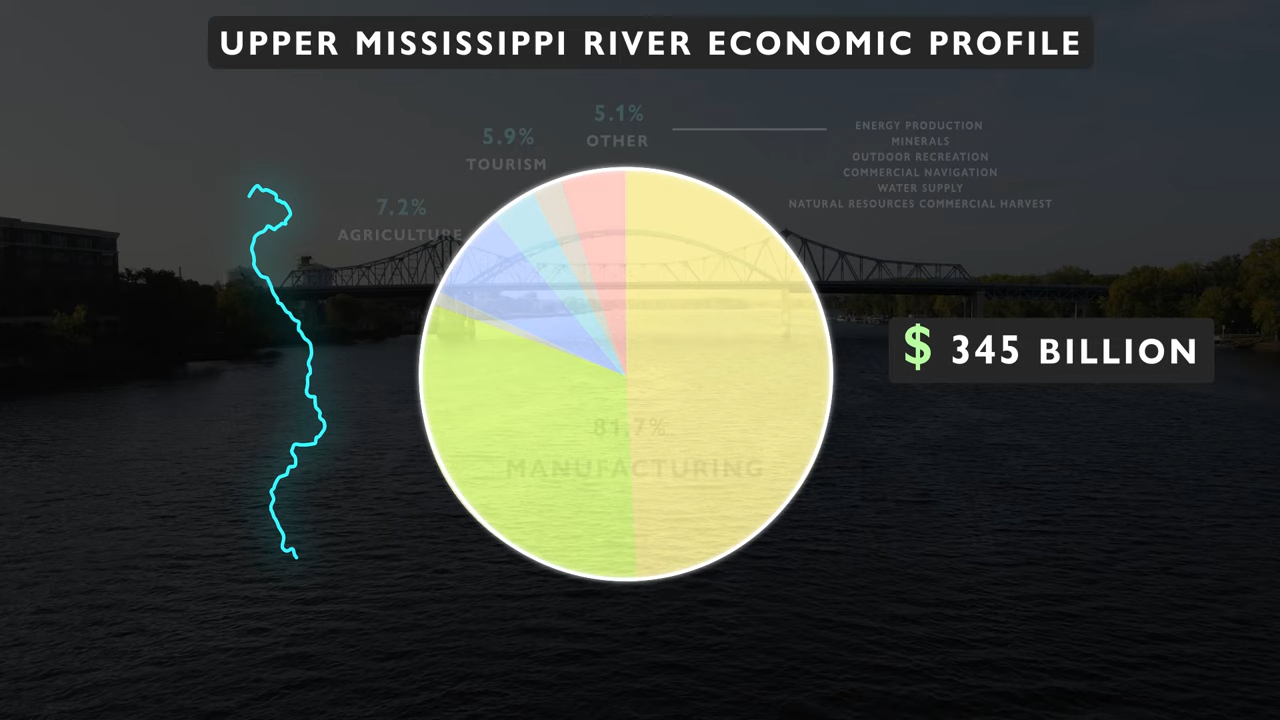 UPPER MISSISSIPPI RIVER ECONOMIC PROFILE
5.1%
OTHER
5.9%
TOURISM
7.2%
AGRICULTURE
ENERGY PRODUCTION
MINERALS
OUTDOOR RECREATION
COMMERCIAL NAVIGATION
WATER SUPPLY
NATURAL RESOURCES COMMERCIAL HARVEST
$ 345 BILLION
81.7%
MANUFACTURING